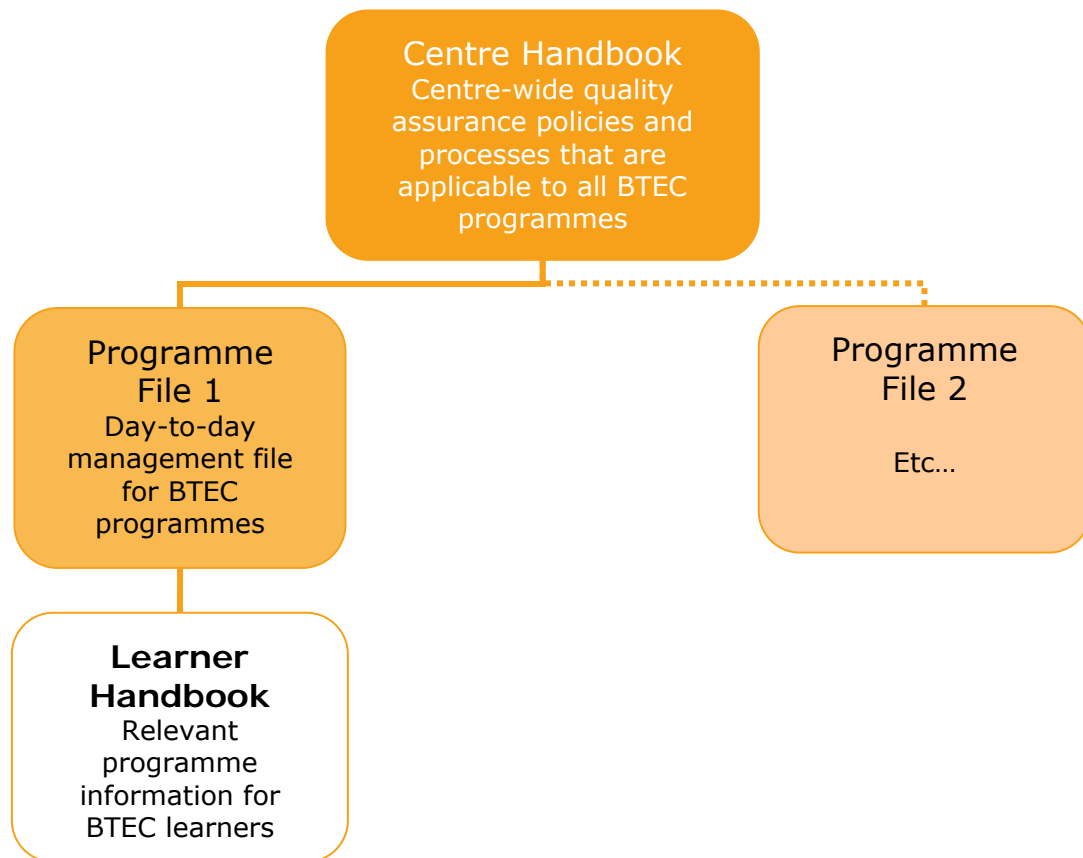 Centre Handbook
Centre-wide quality
assurance policies and
processes that are
applicable to all BTEC
programmes
Programme
File 1
Day-to-day
management file
for BTEC
programmes
Programme
File 2
Etc…
Learner
Handbook
Relevant
programme
information for
BTEC learners